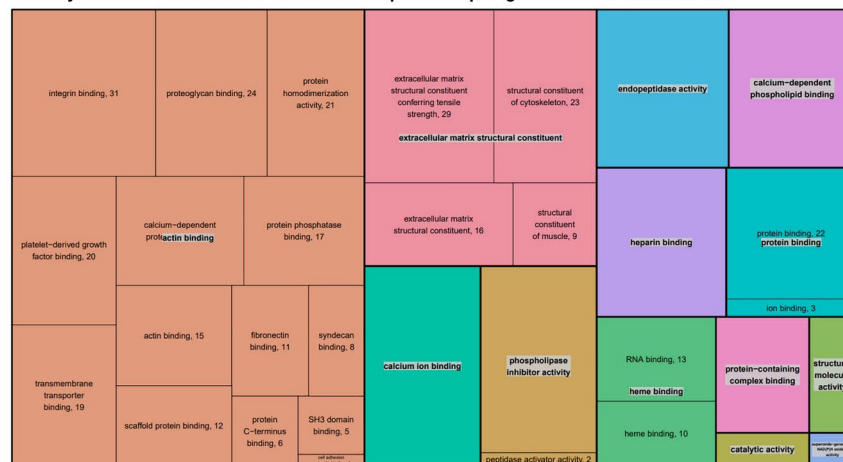 integrin binding, 31
proteoglycan binding, 24
protein
homodimerization
activity, 21
extracellular matrix
structural constituent
conferring tensile
strength, 29
structural constituent
of cytoskeleton, 23
extracellular matrix structural constituent
endopeptidase activity
calcium-dependent
phospholipid binding
platelet-derived growth
factor binding, 20
calcium-dependent
actin binding
protein phosphatase
binding, 17
extracellular matrix
structural constituent, 16
structural
constituent
of muscle, 9
heparin binding
protein binding, 22
protein binding
ion binding, 3
actin binding, 15
fibronectin
binding, 11
syndecan
binding, 8
calcium ion binding
phospholipase
inhibitor activity
RNA binding, 13
heme binding
protein-containing
complex binding
transmembrane
transporter
binding, 19
scaffold protein binding, 12
protein
C-terminus
binding, 6
SH3 domain
binding, 5
cell adhesion
peptidase activator activity, 2
heme binding, 10
catalytic activity
activity